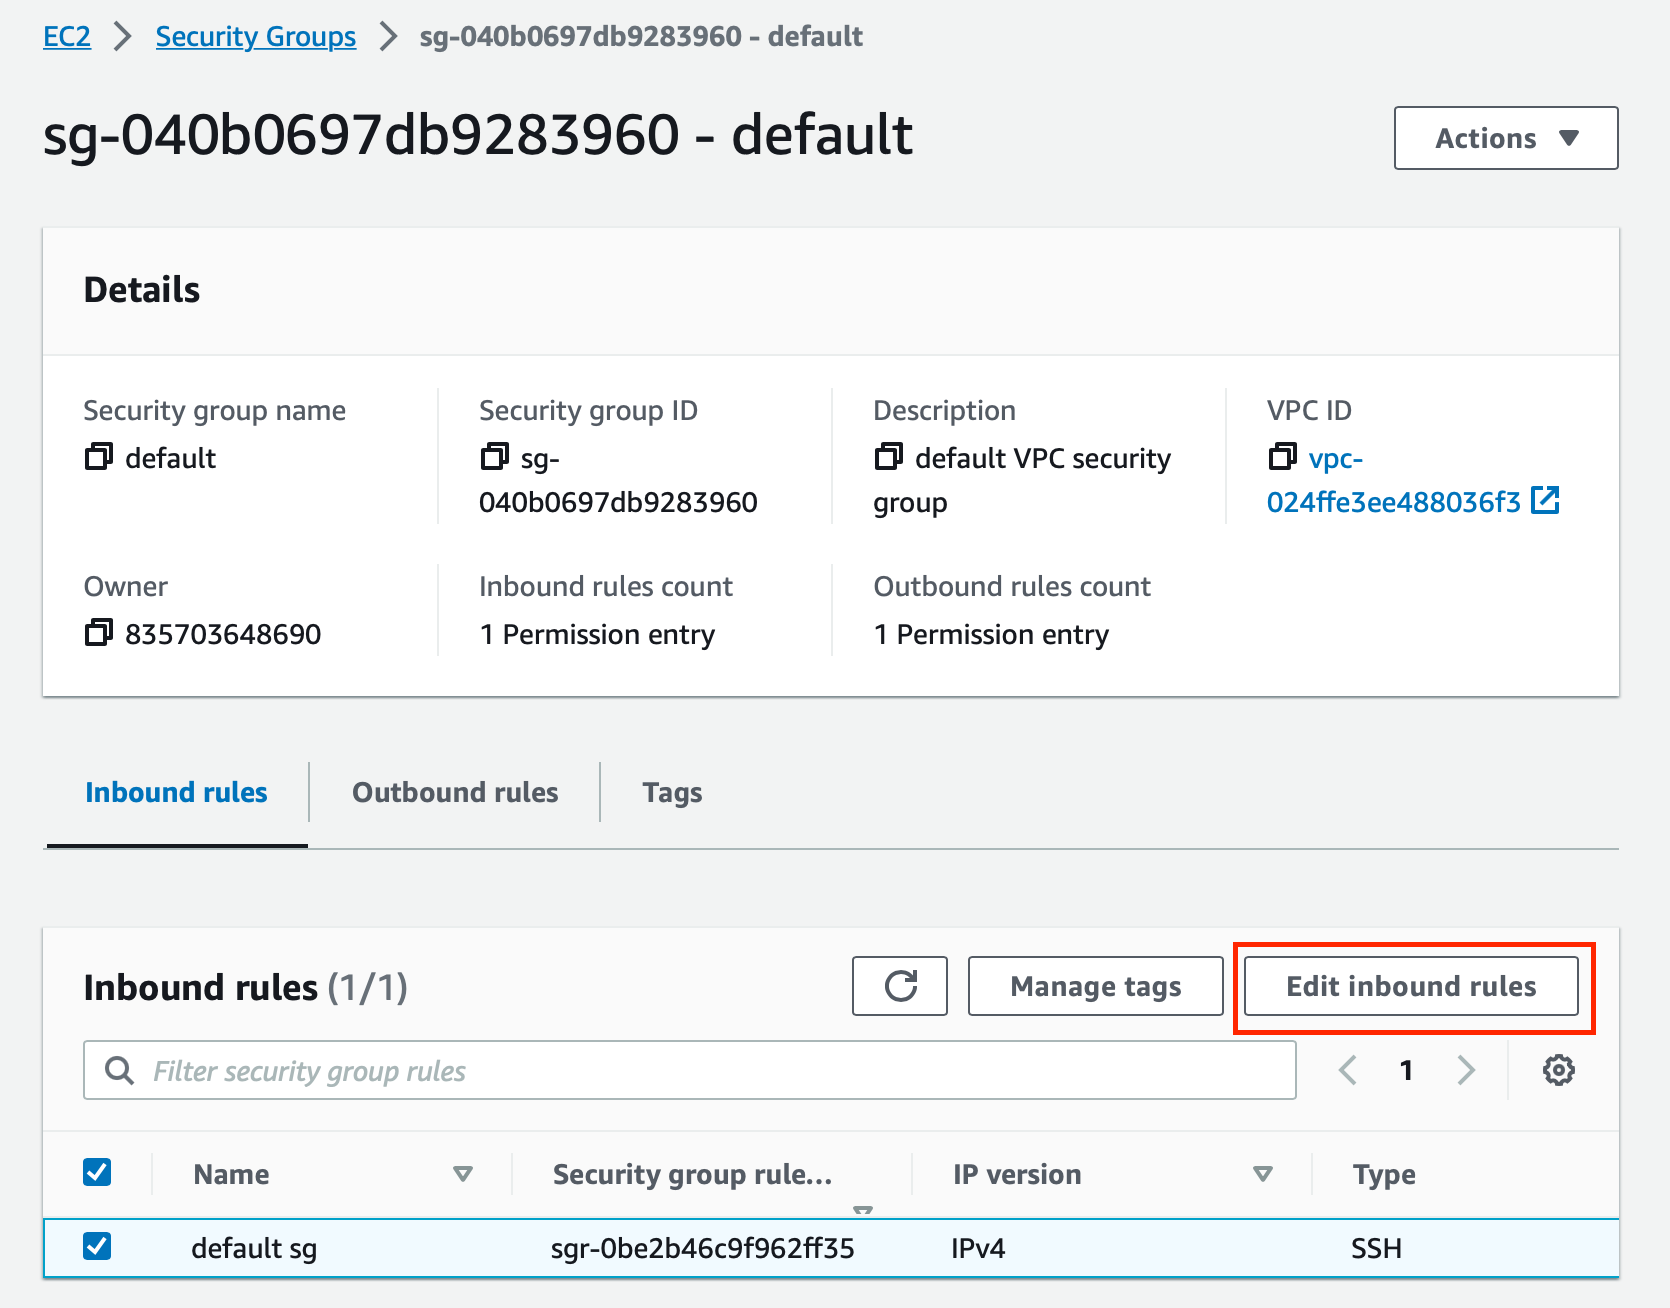 EC2 > Security Groups > sg-040b0697db9283960 - default
sg-040b0697db9283960 - default
Actions
Details
Security group name
default
Security group ID
sg-
040b0697db9283960
Description
default VPC security
group
VPC ID
vpc-
024ffe3ee488036f3
Owner
835703648690
Inbound rules count
1 Permission entry
Outbound rules count
1 Permission entry
Inbound rules
Outbound rules
Tags
Inbound rules (1/1)
Manage tags
Edit inbound rules
Filter security group rules
1
Name
Security group rule...
IP version
Type
default sg
sgr-0be2b46c9f962ff35
IPv4
SSH